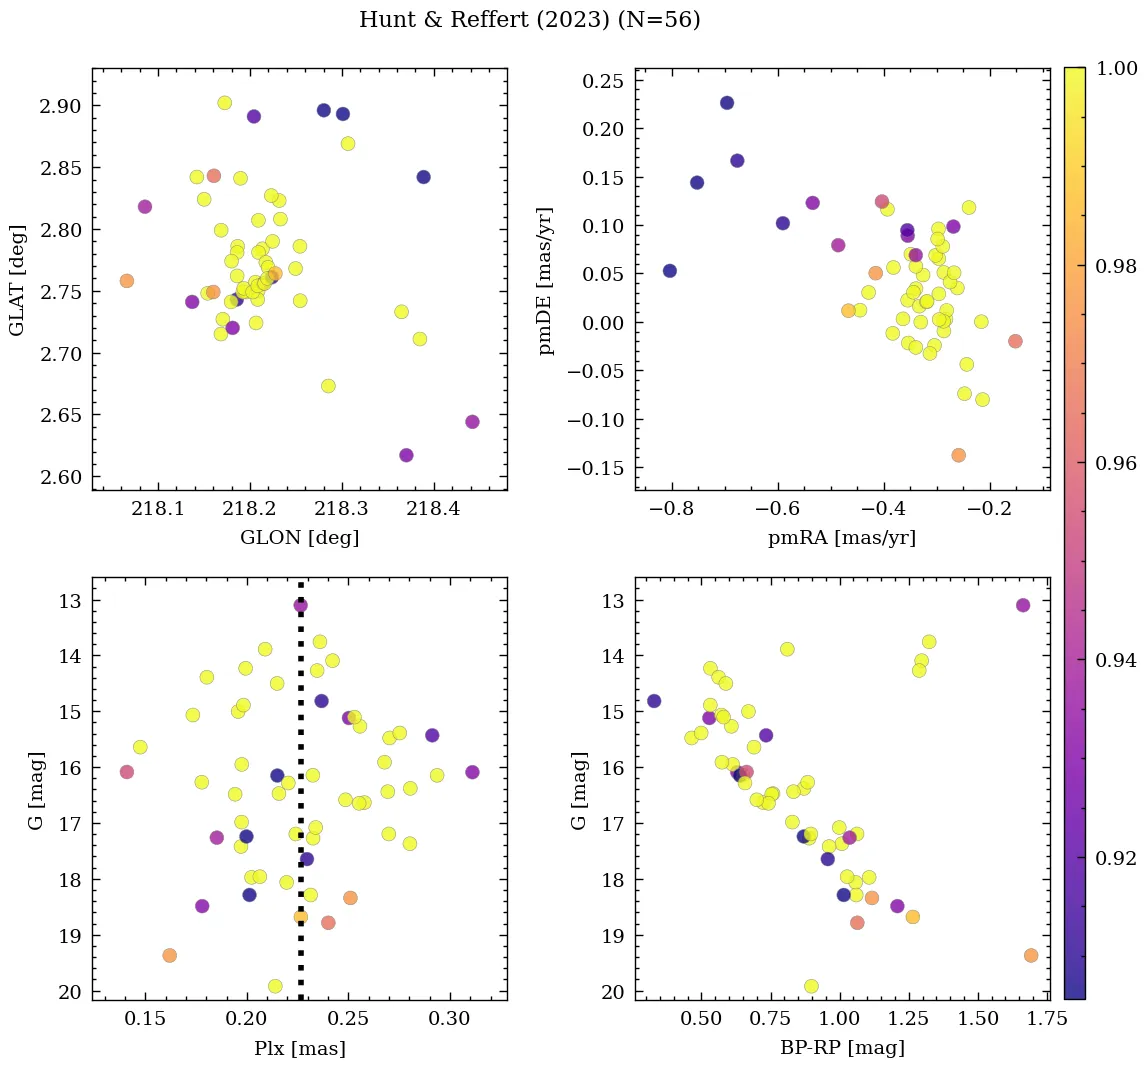 Hunt & Reffert (2023) (N=56)
2.90
2.85
2.80
2.75
2.70
2.65
2.60
GLAT [deg]
218.1 218.2 218.3 218.4
GLON [deg]
0.25
0.20
0.15
0.10
0.05
0.00
−0.05
−0.10
−0.15
pmDE [mas/yr]
−0.8 −0.6 −0.4 −0.2
pmRA [mas/yr]
1.00
0.98
0.96
0.94
0.92
13
14
15
16
17
18
19
20
G [mag]
0.15 0.20 0.25 0.30
Plx [mas]
13
14
15
16
17
18
19
20
G [mag]
0.50 0.75 1.00 1.25 1.50 1.75
BP-RP [mag]